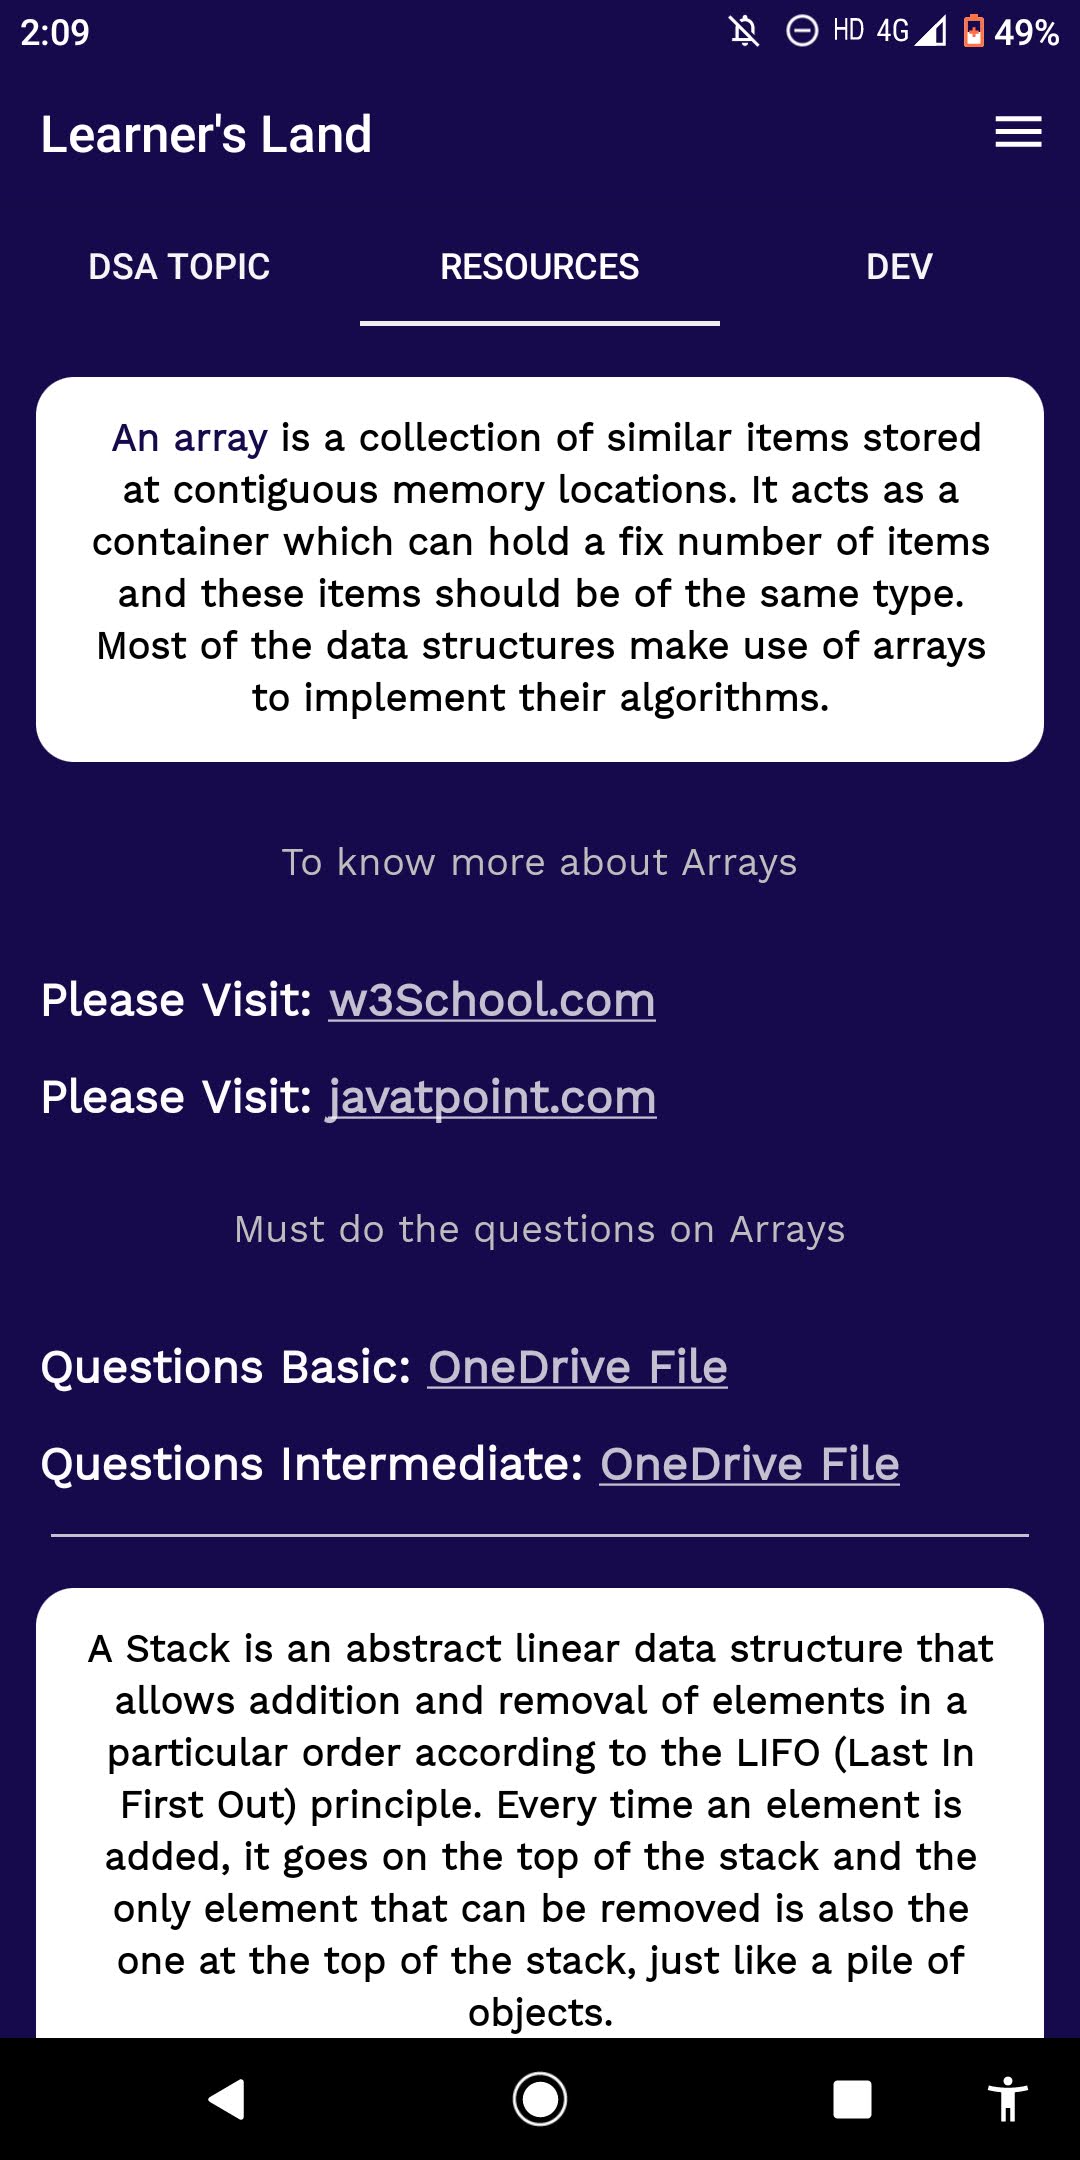 2:09 HD 4G 49%
Learner's Land
DSA TOPIC RESOURCES DEV
An array is a collection of similar items stored
at contiguous memory locations. It acts as a
container which can hold a fix number of items
and these items should be of the same type.
Most of the data structures make use of arrays
to implement their algorithms.
To know more about Arrays
Please Visit: w3School.com
Please Visit: javatpoint.com
Must do the questions on Arrays
Questions Basic: OneDrive File
Questions Intermediate: OneDrive File
A Stack is an abstract linear data structure that
allows addition and removal of elements in a
particular order according to the LIFO (Last In
First Out) principle. Every time an element is
added, it goes on the top of the stack and the
only element that can be removed is also the
one at the top of the stack, just like a pile of
objects.